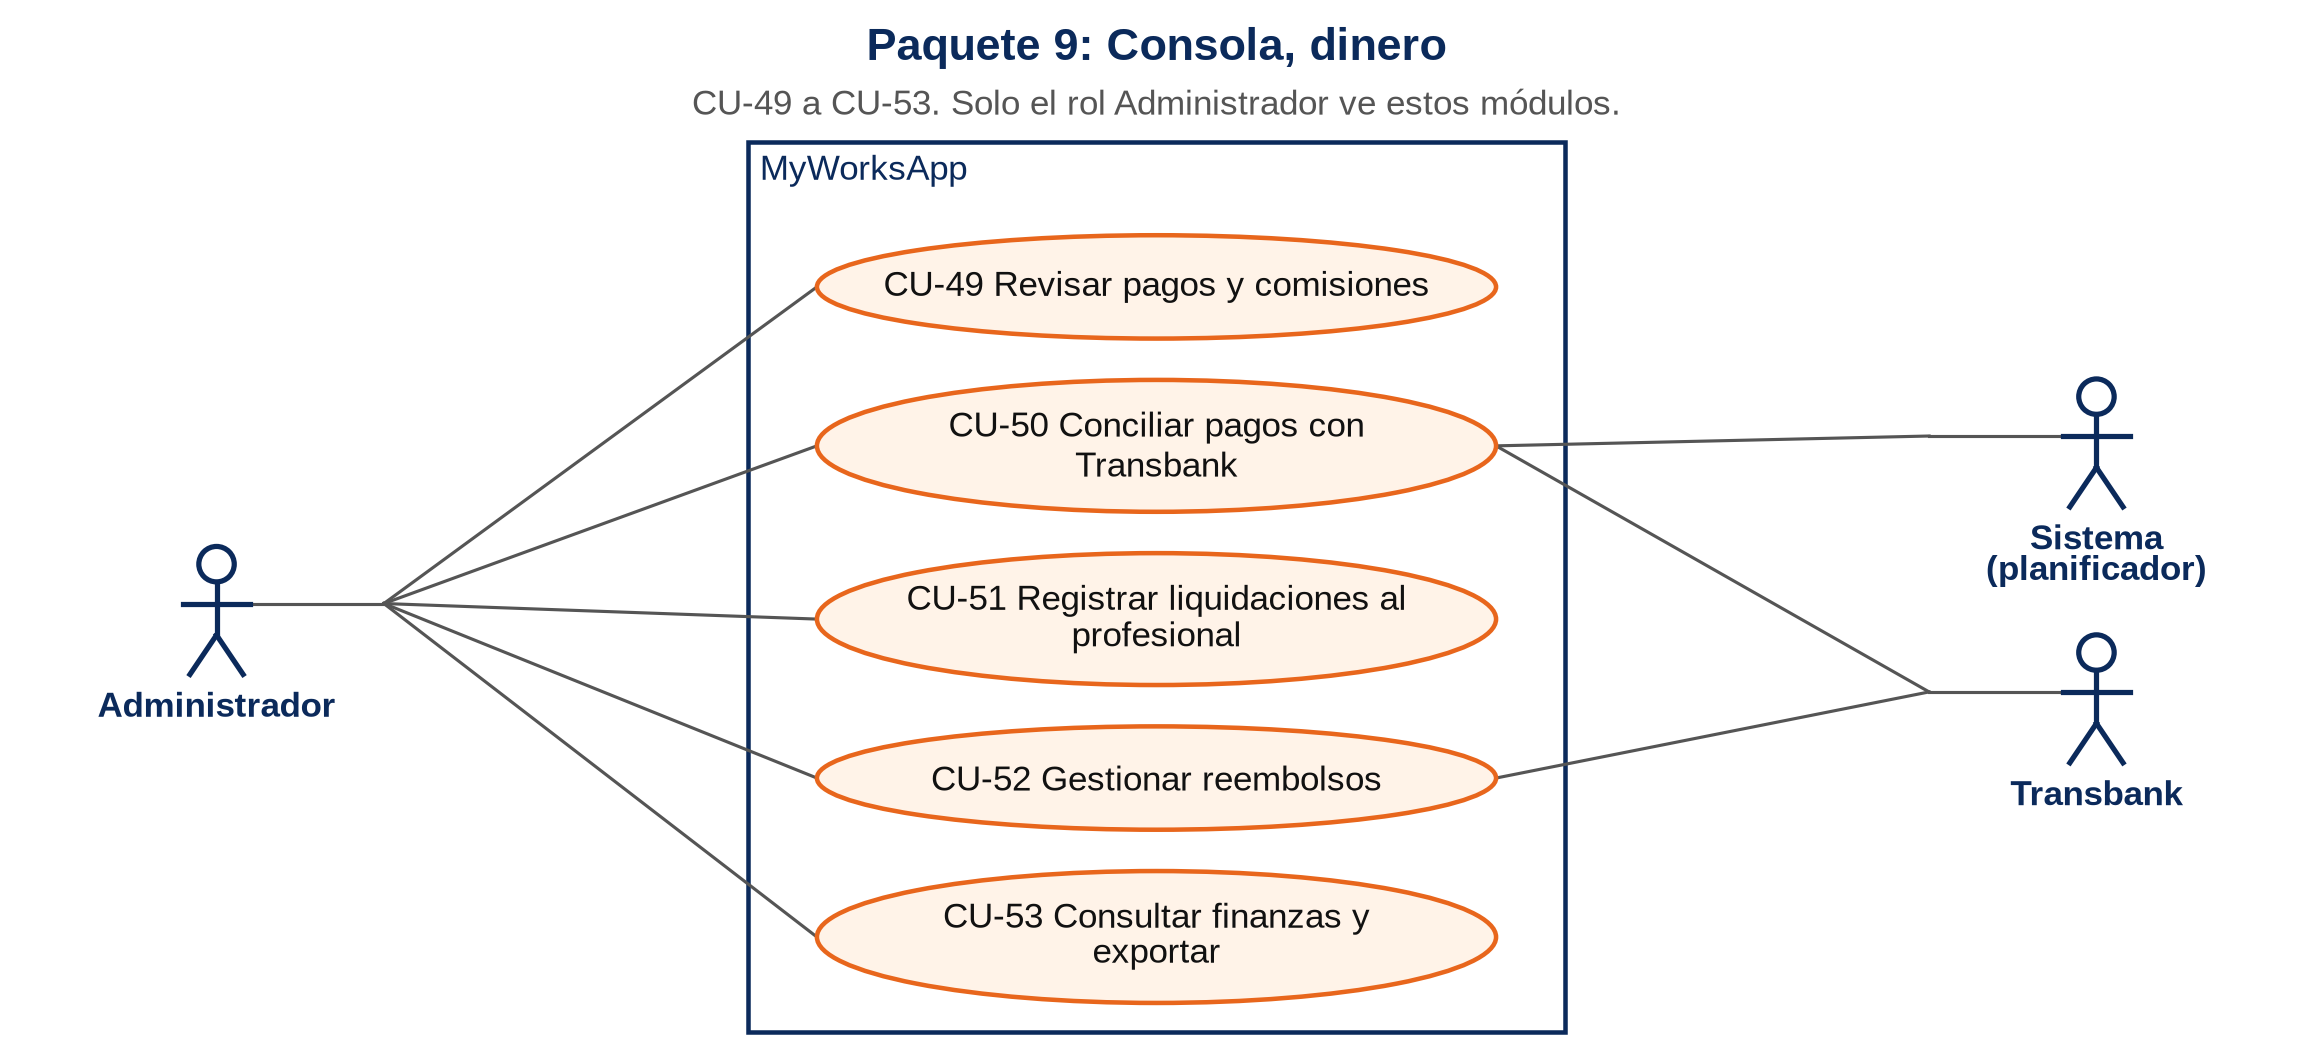 Paquete 9: Consola, dinero
CU-49 a CU-53. Solo el rol Administrador ve estos módulos.
MyWorksApp
CU-49 Revisar pagos y comisiones
CU-50 Conciliar pagos con
Transbank
CU-51 Registrar liquidaciones al
profesional
CU-52 Gestionar reembolsos
CU-53 Consultar finanzas y
exportar
Administrador
Sistema
(planificador)
Transbank